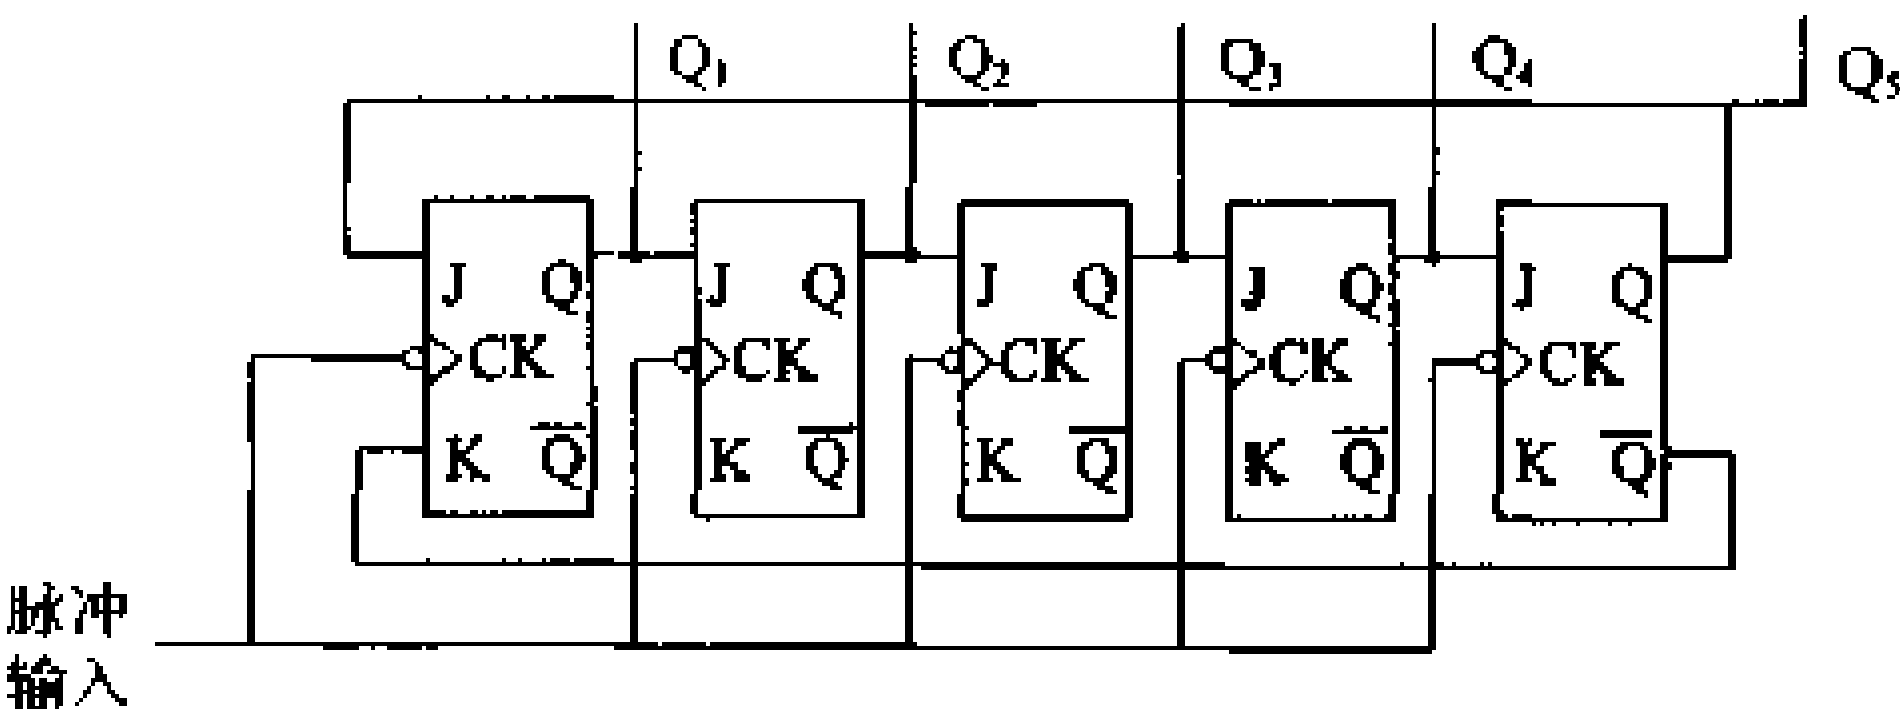 Q₁ Q₂ Q₃ Q₄ Q₅
J Q J Q J Q J Q J Q
CK CK CK CK CK
K Q̅ K Q̅ K Q̅ K Q̅ K Q̅
脉冲
输入